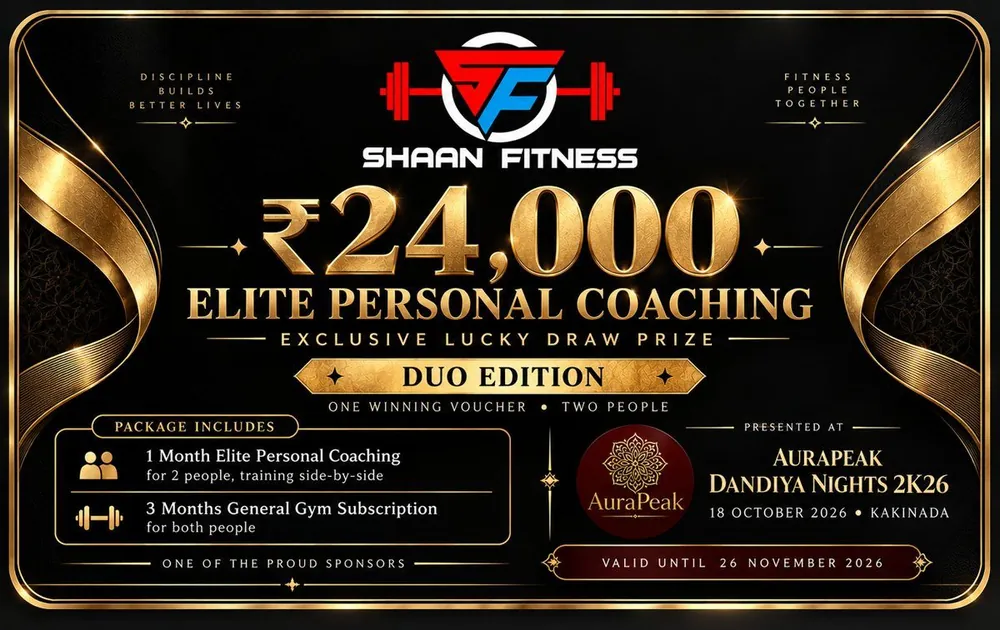 DISCIPLINE
BUILDS
BETTER LIVES
FITNESS
PEOPLE
TOGETHER
SF
SHAAN FITNESS
₹24,000
ELITE PERSONAL COACHING
EXCLUSIVE LUCKY DRAW PRIZE
DUO EDITION
ONE WINNING VOUCHER • TWO PEOPLE
PACKAGE INCLUDES
1 Month Elite Personal Coaching
for 2 people, training side-by-side
3 Months General Gym Subscription
for both people
ONE OF THE PROUD SPONSORS
AuraPeak
PRESENTED AT
AURAPEAK
DANDIYA NIGHTS 2K26
18 OCTOBER 2026 • KAKINADA
VALID UNTIL 26 NOVEMBER 2026